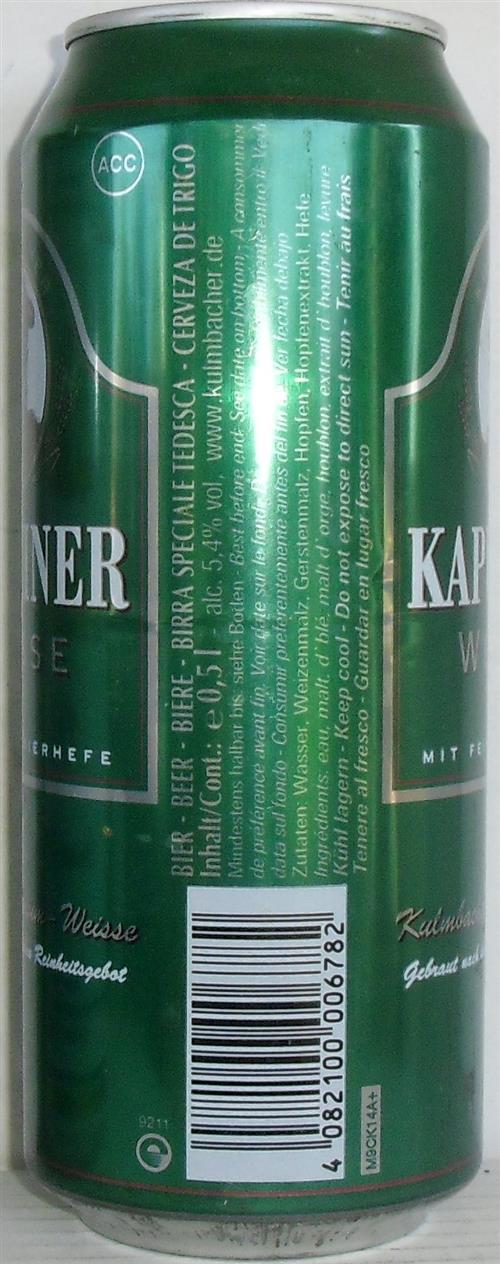 ACC
BIER - BEER - BIÈRE - BIRRA SPECIALE TEDESCA - CERVEZA DE TRIGO
Inhalt/Cont.: e 0,5 l - alc. 5,4% vol. www.kulmbacher.de
Mindestens haltbar bis siehe Boden - Best before end: See date on bottom - A consommer
de préférence avant fin: Voir date sur le fond
data sul fondo - Consumir preferentemente antes del fin: Ver fecha debajo
Zutaten: Wasser, Weizenmalz, Gerstenmalz, Hopfen, Hopfenextrakt, Hefe
Ingrédients: eau, malt, d' blé, malt d' orge, houblon, extrait d' houblon, levure
Kühl lagern - Keep cool - Do not expose to direct sun - Tenir au frais
Tenere al fresco - Guardar en lugar fresco
INER
SE
ERHEFE
-Weisse
Reinheitsgebot
KAP
W
MIT FE
Kulmbac
Gebraut nach
4 082100 006782
M9CK14A+
9211